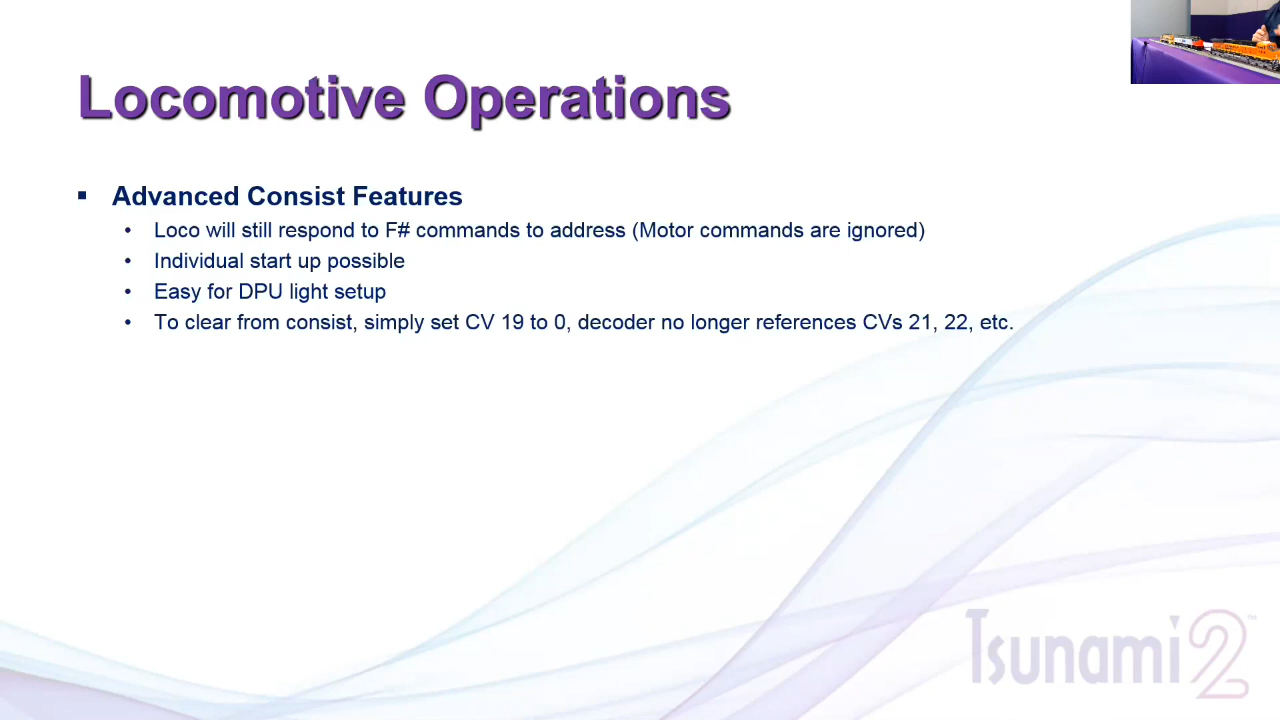 Locomotive Operations
Advanced Consist Features
Loco will still respond to F# commands to address (Motor commands are ignored)
Individual start up possible
Easy for DPU light setup
To clear from consist, simply set CV 19 to 0, decoder no longer references CVs 21, 22, etc.
Tsunami2™